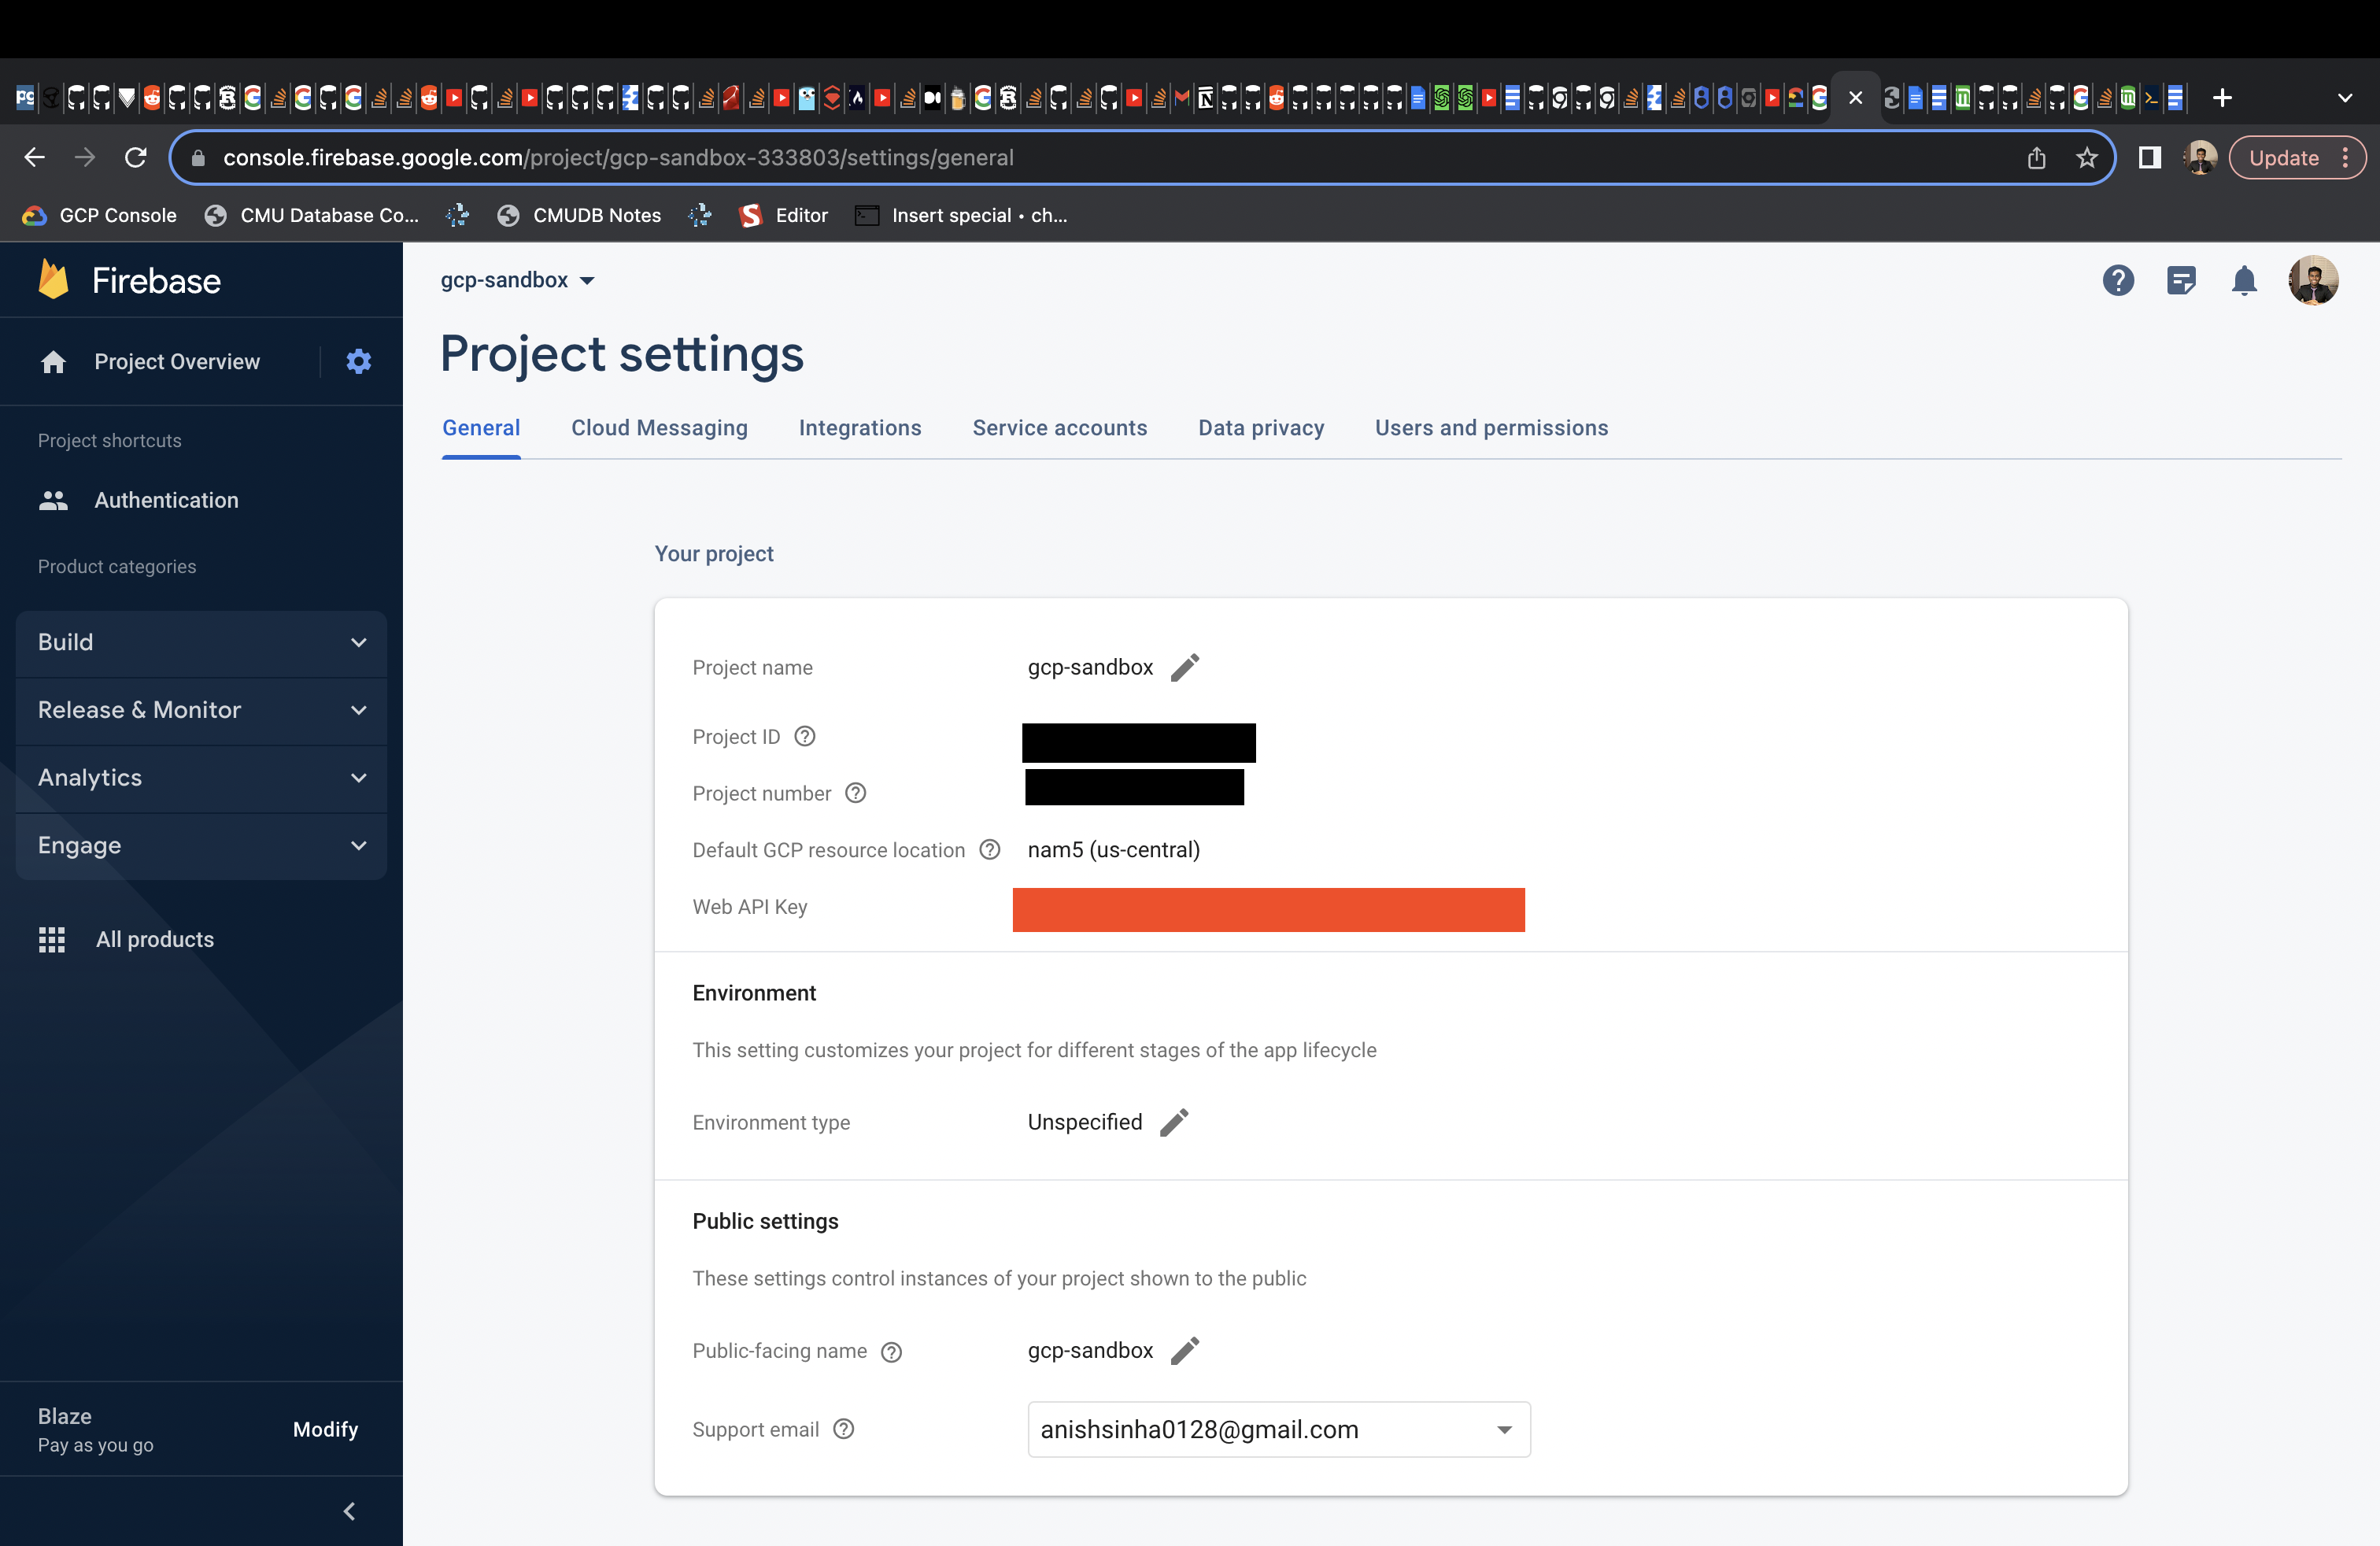 console.firebase.google.com/project/gcp-sandbox-333803/settings/general
Update
GCP Console
CMU Database Co...
CMUDB Notes
Editor
Insert special • ch...
Firebase
gcp-sandbox
Project Overview
Project settings
General
Cloud Messaging
Integrations
Service accounts
Data privacy
Users and permissions
Project shortcuts
Authentication
Product categories
Build
Release & Monitor
Analytics
Engage
All products
Your project
Project name
gcp-sandbox
Project ID
Project number
Default GCP resource location
nam5 (us-central)
Web API Key
Environment
This setting customizes your project for different stages of the app lifecycle
Environment type
Unspecified
Public settings
These settings control instances of your project shown to the public
Public-facing name
gcp-sandbox
Support email
anishsinha0128@gmail.com
Blaze
Pay as you go
Modify